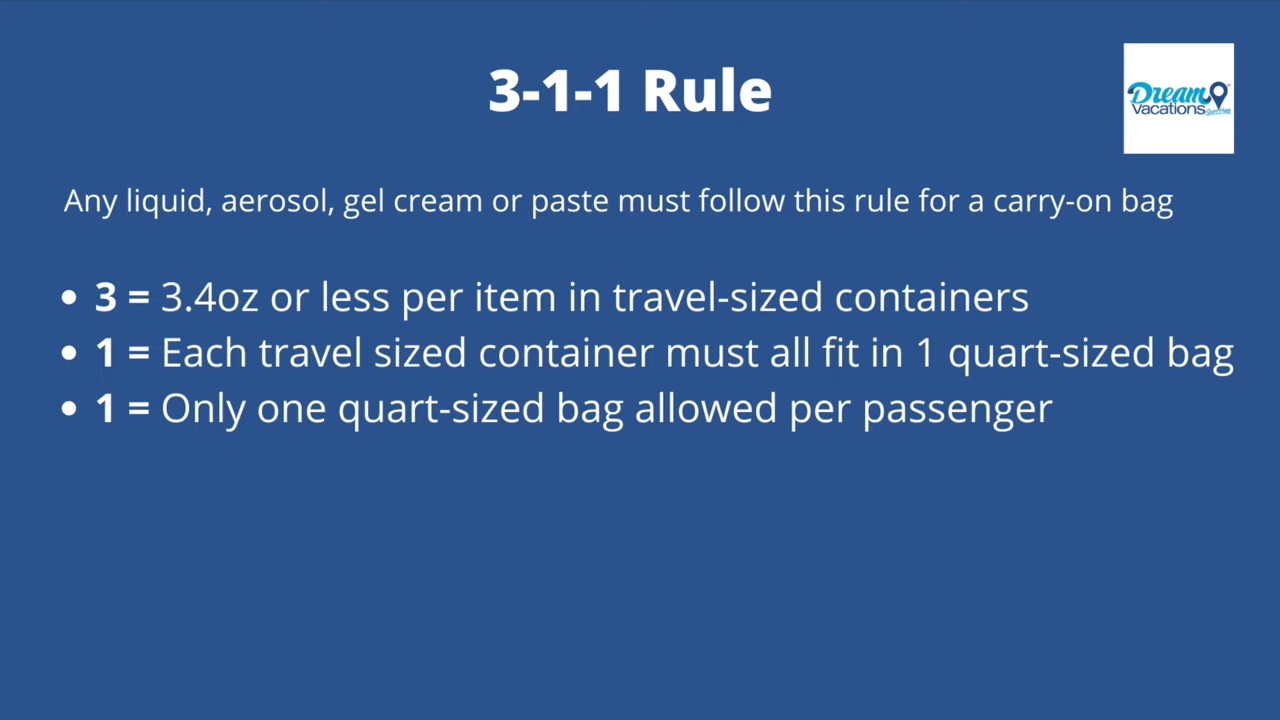 3-1-1 Rule
Dream
Vacations
Any liquid, aerosol, gel cream or paste must follow this rule for a carry-on bag
• 3 = 3.4oz or less per item in travel-sized containers
• 1 = Each travel sized container must all fit in 1 quart-sized bag
• 1 = Only one quart-sized bag allowed per passenger